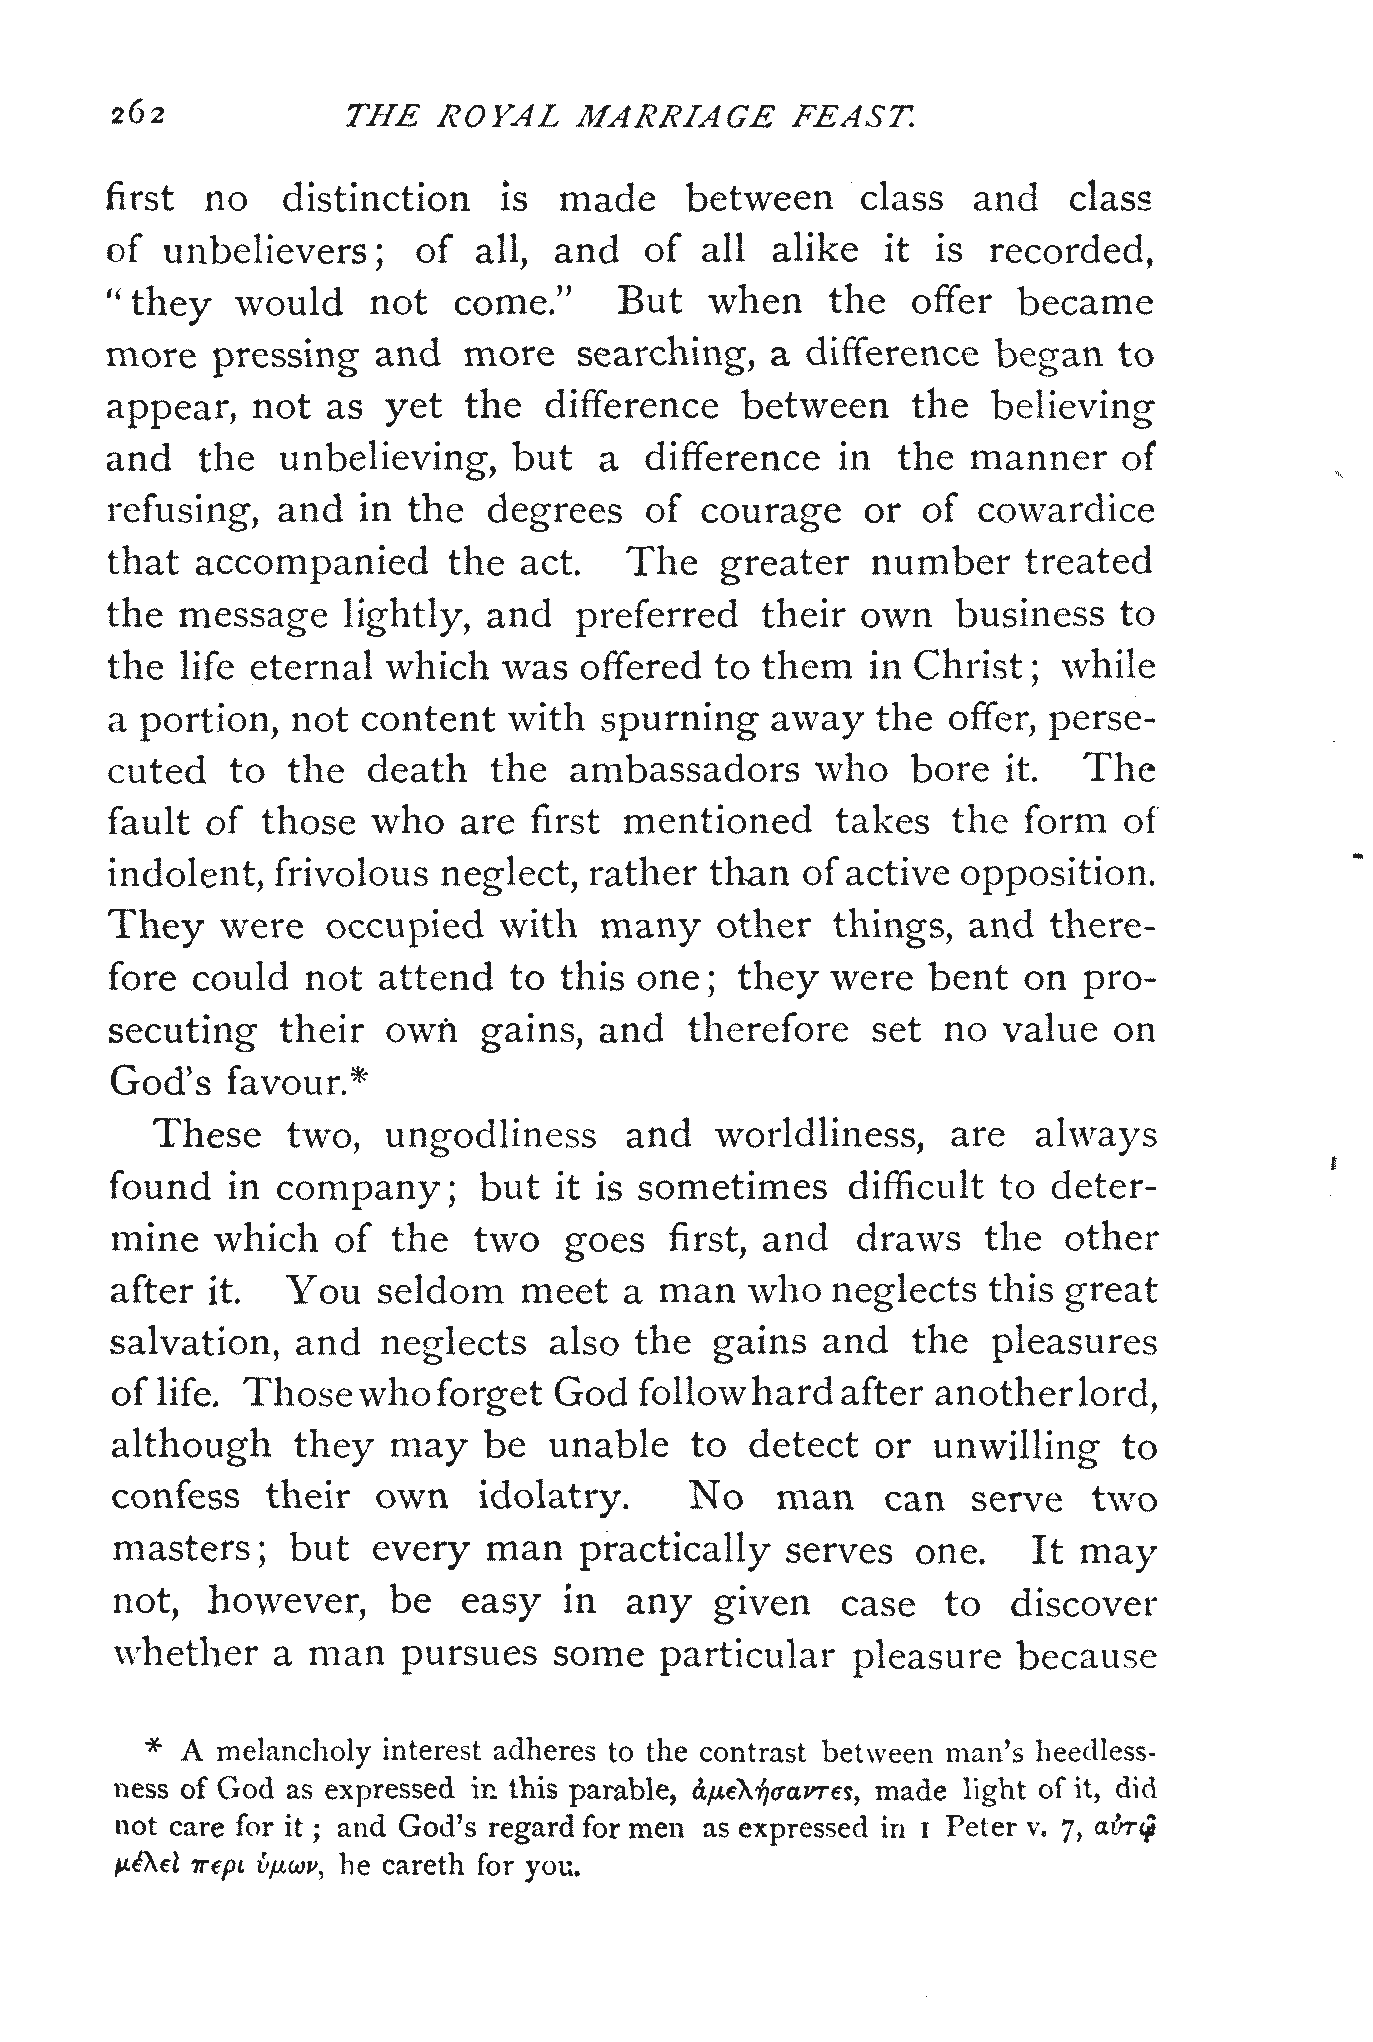 262 THE ROYAL MARRIAGE FEAST.
first no distinction is made between class and class
of unbelievers; of all, and of all alike it is recorded,
“they would not come.” But when the offer became
more pressing and more searching, a difference began to
appear, not as yet the difference between the believing
and the unbelieving, but a difference in the manner of
refusing, and in the degrees of courage or of cowardice
that accompanied the act. The greater number treated
the message lightly, and preferred their own business to
the life eternal which was offered to them in Christ; while
a portion, not content with spurning away the offer, perse-
cuted to the death the ambassadors who bore it. The
fault of those who are first mentioned takes the form of
indolent, frivolous neglect, rather than of active opposition.
They were occupied with many other things, and there-
fore could not attend to this one; they were bent on pro-
secuting their own gains, and therefore set no value on
God's favour.*
These two, ungodliness and worldliness, are always
found in company; but it is sometimes difficult to deter-
mine which of the two goes first, and draws the other
after it. You seldom meet a man who neglects this great
salvation, and neglects also the gains and the pleasures
of life. Those who forget God follow hard after another lord,
although they may be unable to detect or unwilling to
confess their own idolatry. No man can serve two
masters; but every man practically serves one. It may
not, however, be easy in any given case to discover
whether a man pursues some particular pleasure because
* A melancholy interest adheres to the contrast between man's heedless-
ness of God as expressed in this parable, ἀμελήσαντες, made light of it, did
not care for it; and God's regard for men as expressed in 1 Peter v. 7, αὐτῷ
μέλεὶ περι ὑμων, he careth for you.